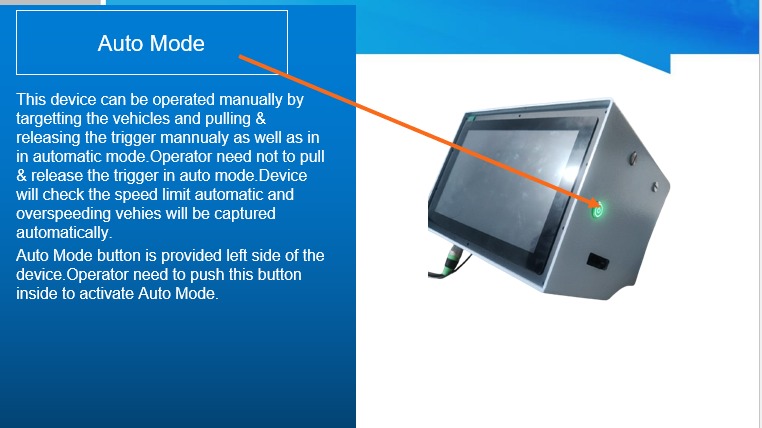 Auto Mode
This device can be operated manually by
targetting the vehicles and pulling &
releasing the trigger mannualy as well as in
in automatic mode.Operator need not to pull
& release the trigger in auto mode.Device
will check the speed limit automatic and
overspeeding vehies will be captured
automatically.
Auto Mode button is provided left side of the
device.Operator need to push this button
inside to activate Auto Mode.